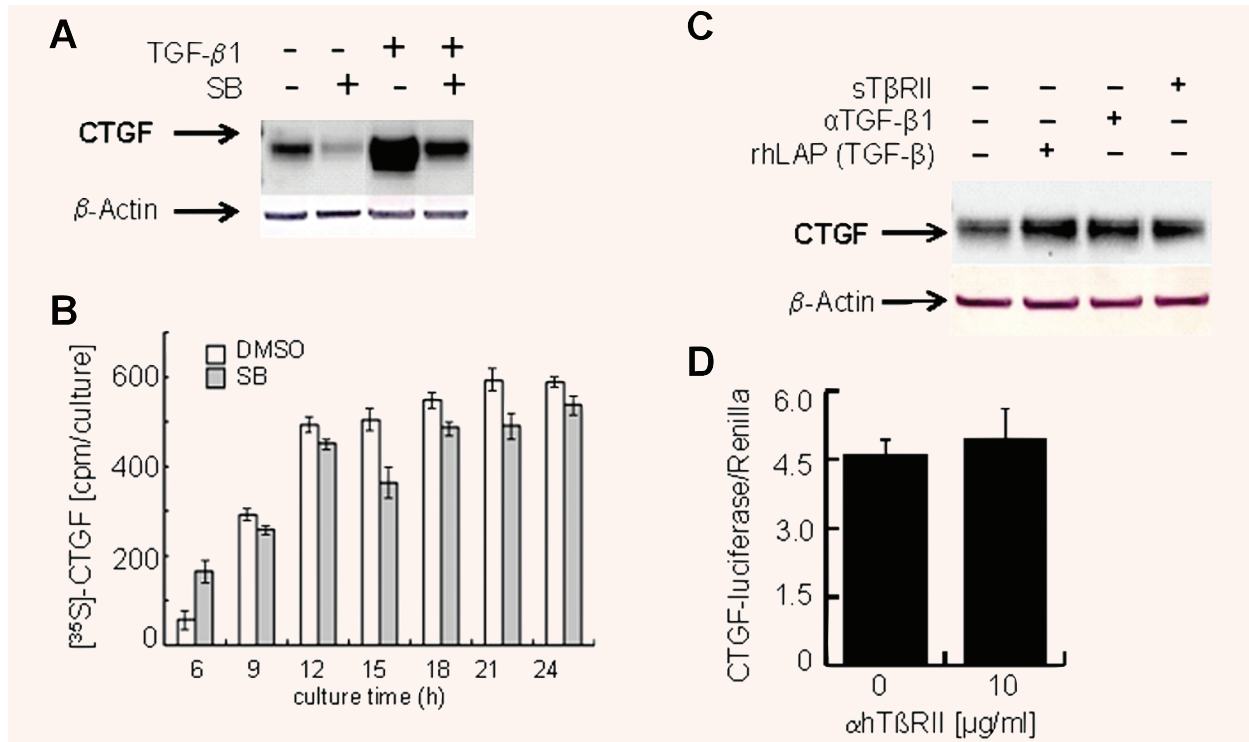 A
TGF-β1 - - + +
SB - + - +
CTGF
β-Actin
B
[³⁵S]-CTGF [cpm/culture]
DMSO
SB
600
400
200
0
6 9 12 15 18 21 24
culture time (h)
C
sTβRII - - - +
αTGF-β1 - - + -
rhLAP (TGF-β) - + - -
CTGF
β-Actin
D
CTGF-luciferase/Renilla
6.0
4.5
3.0
1.5
0
0 10
αhTßRII [µg/ml]